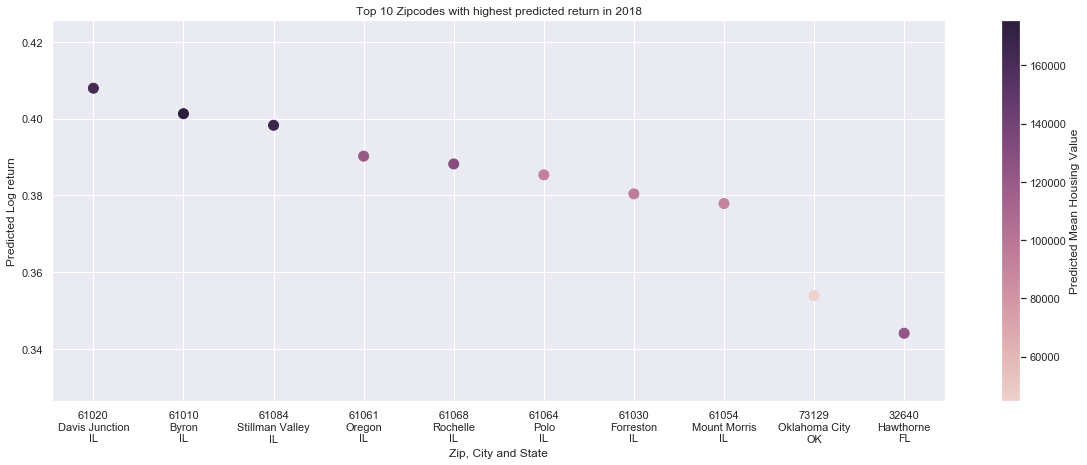 Top 10 Zipcodes with highest predicted return in 2018
0.42
0.40
0.38
0.36
0.34
Predicted Log return
61020
Davis Junction
IL
61010
Byron
IL
61084
Stillman Valley
IL
61061
Oregon
IL
61068
Rochelle
IL
61064
Polo
IL
61030
Forreston
IL
61054
Mount Morris
IL
73129
Oklahoma City
OK
32640
Hawthorne
FL
Zip, City and State
160000
140000
120000
100000
80000
60000
Predicted Mean Housing Value